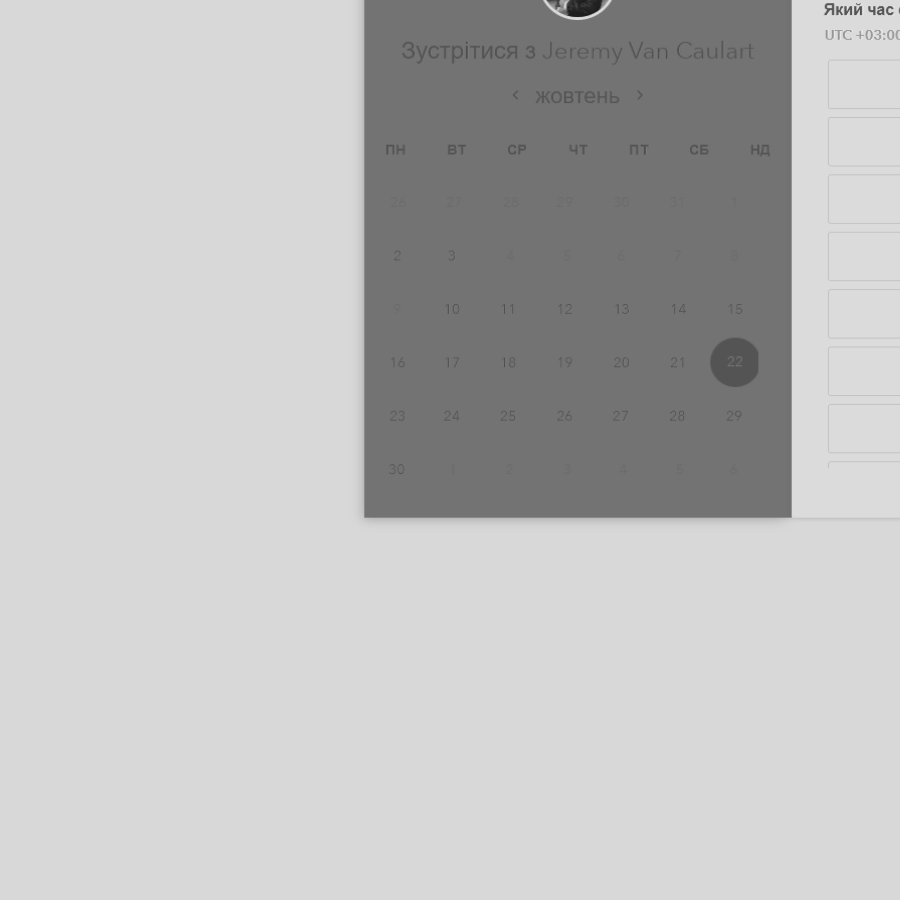 Зустрітися з Jeremy Van Caulart
‹ жовтень ›
ПН ВТ СР ЧТ ПТ СБ НД
26 27 28 29 30 31 1
2 3 4 5 6 7 8
9 10 11 12 13 14 15
16 17 18 19 20 21 22
23 24 25 26 27 28 29
30 1 2 3 4 5 6
Який час
UTC +03:00